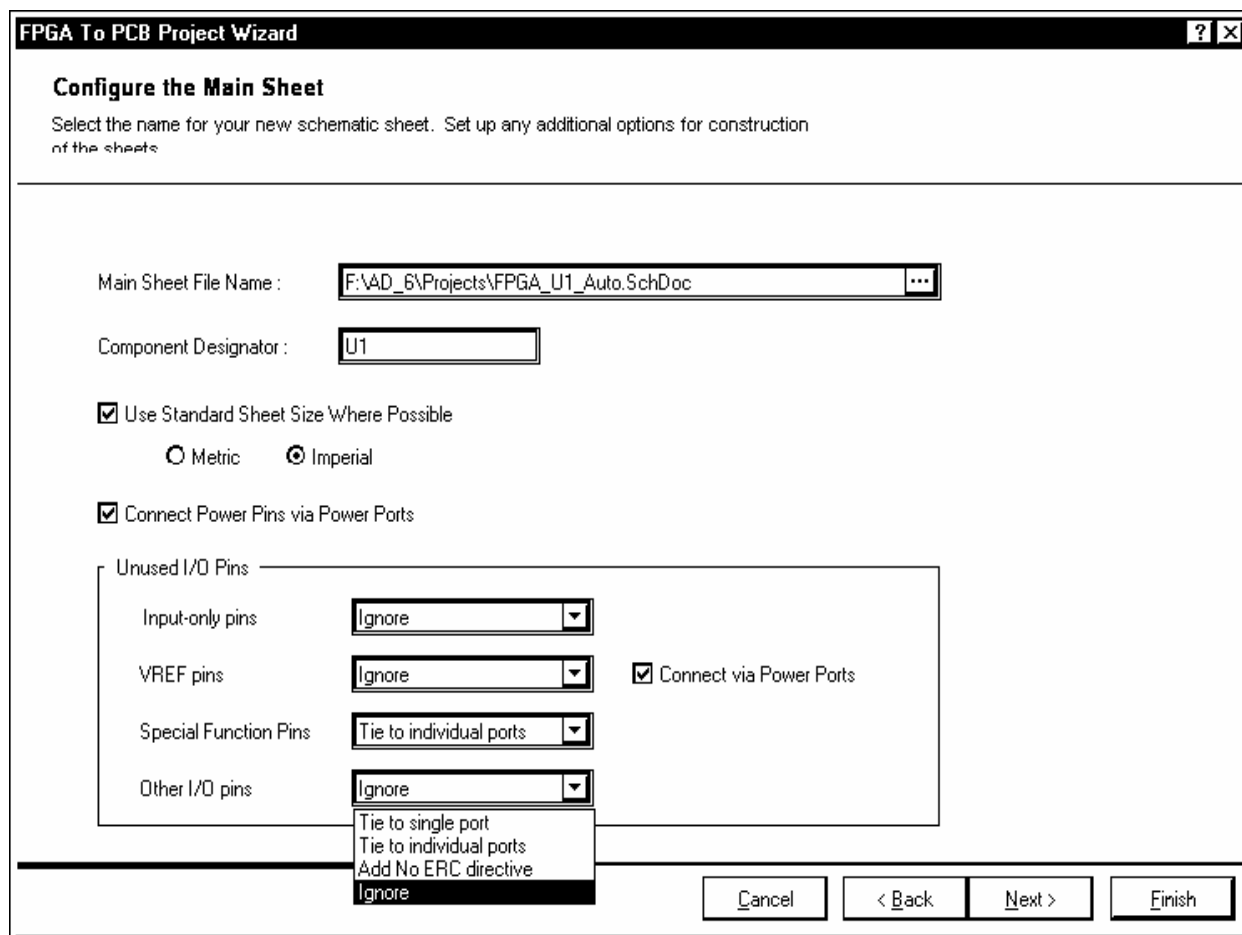 FPGA To PCB Project Wizard
Configure the Main Sheet
Select the name for your new schematic sheet. Set up any additional options for construction
of the sheets
Main Sheet File Name : F:\AD_6\Projects\FPGA_U1_Auto.SchDoc ...
Component Designator : U1
Use Standard Sheet Size Where Possible
Metric Imperial
Connect Power Pins via Power Ports
Unused I/O Pins
Input-only pins Ignore
VREF pins Ignore Connect via Power Ports
Special Function Pins Tie to individual ports
Other I/O pins Ignore
Tie to single port
Tie to individual ports
Add No ERC directive
Ignore
Cancel < Back Next > Finish